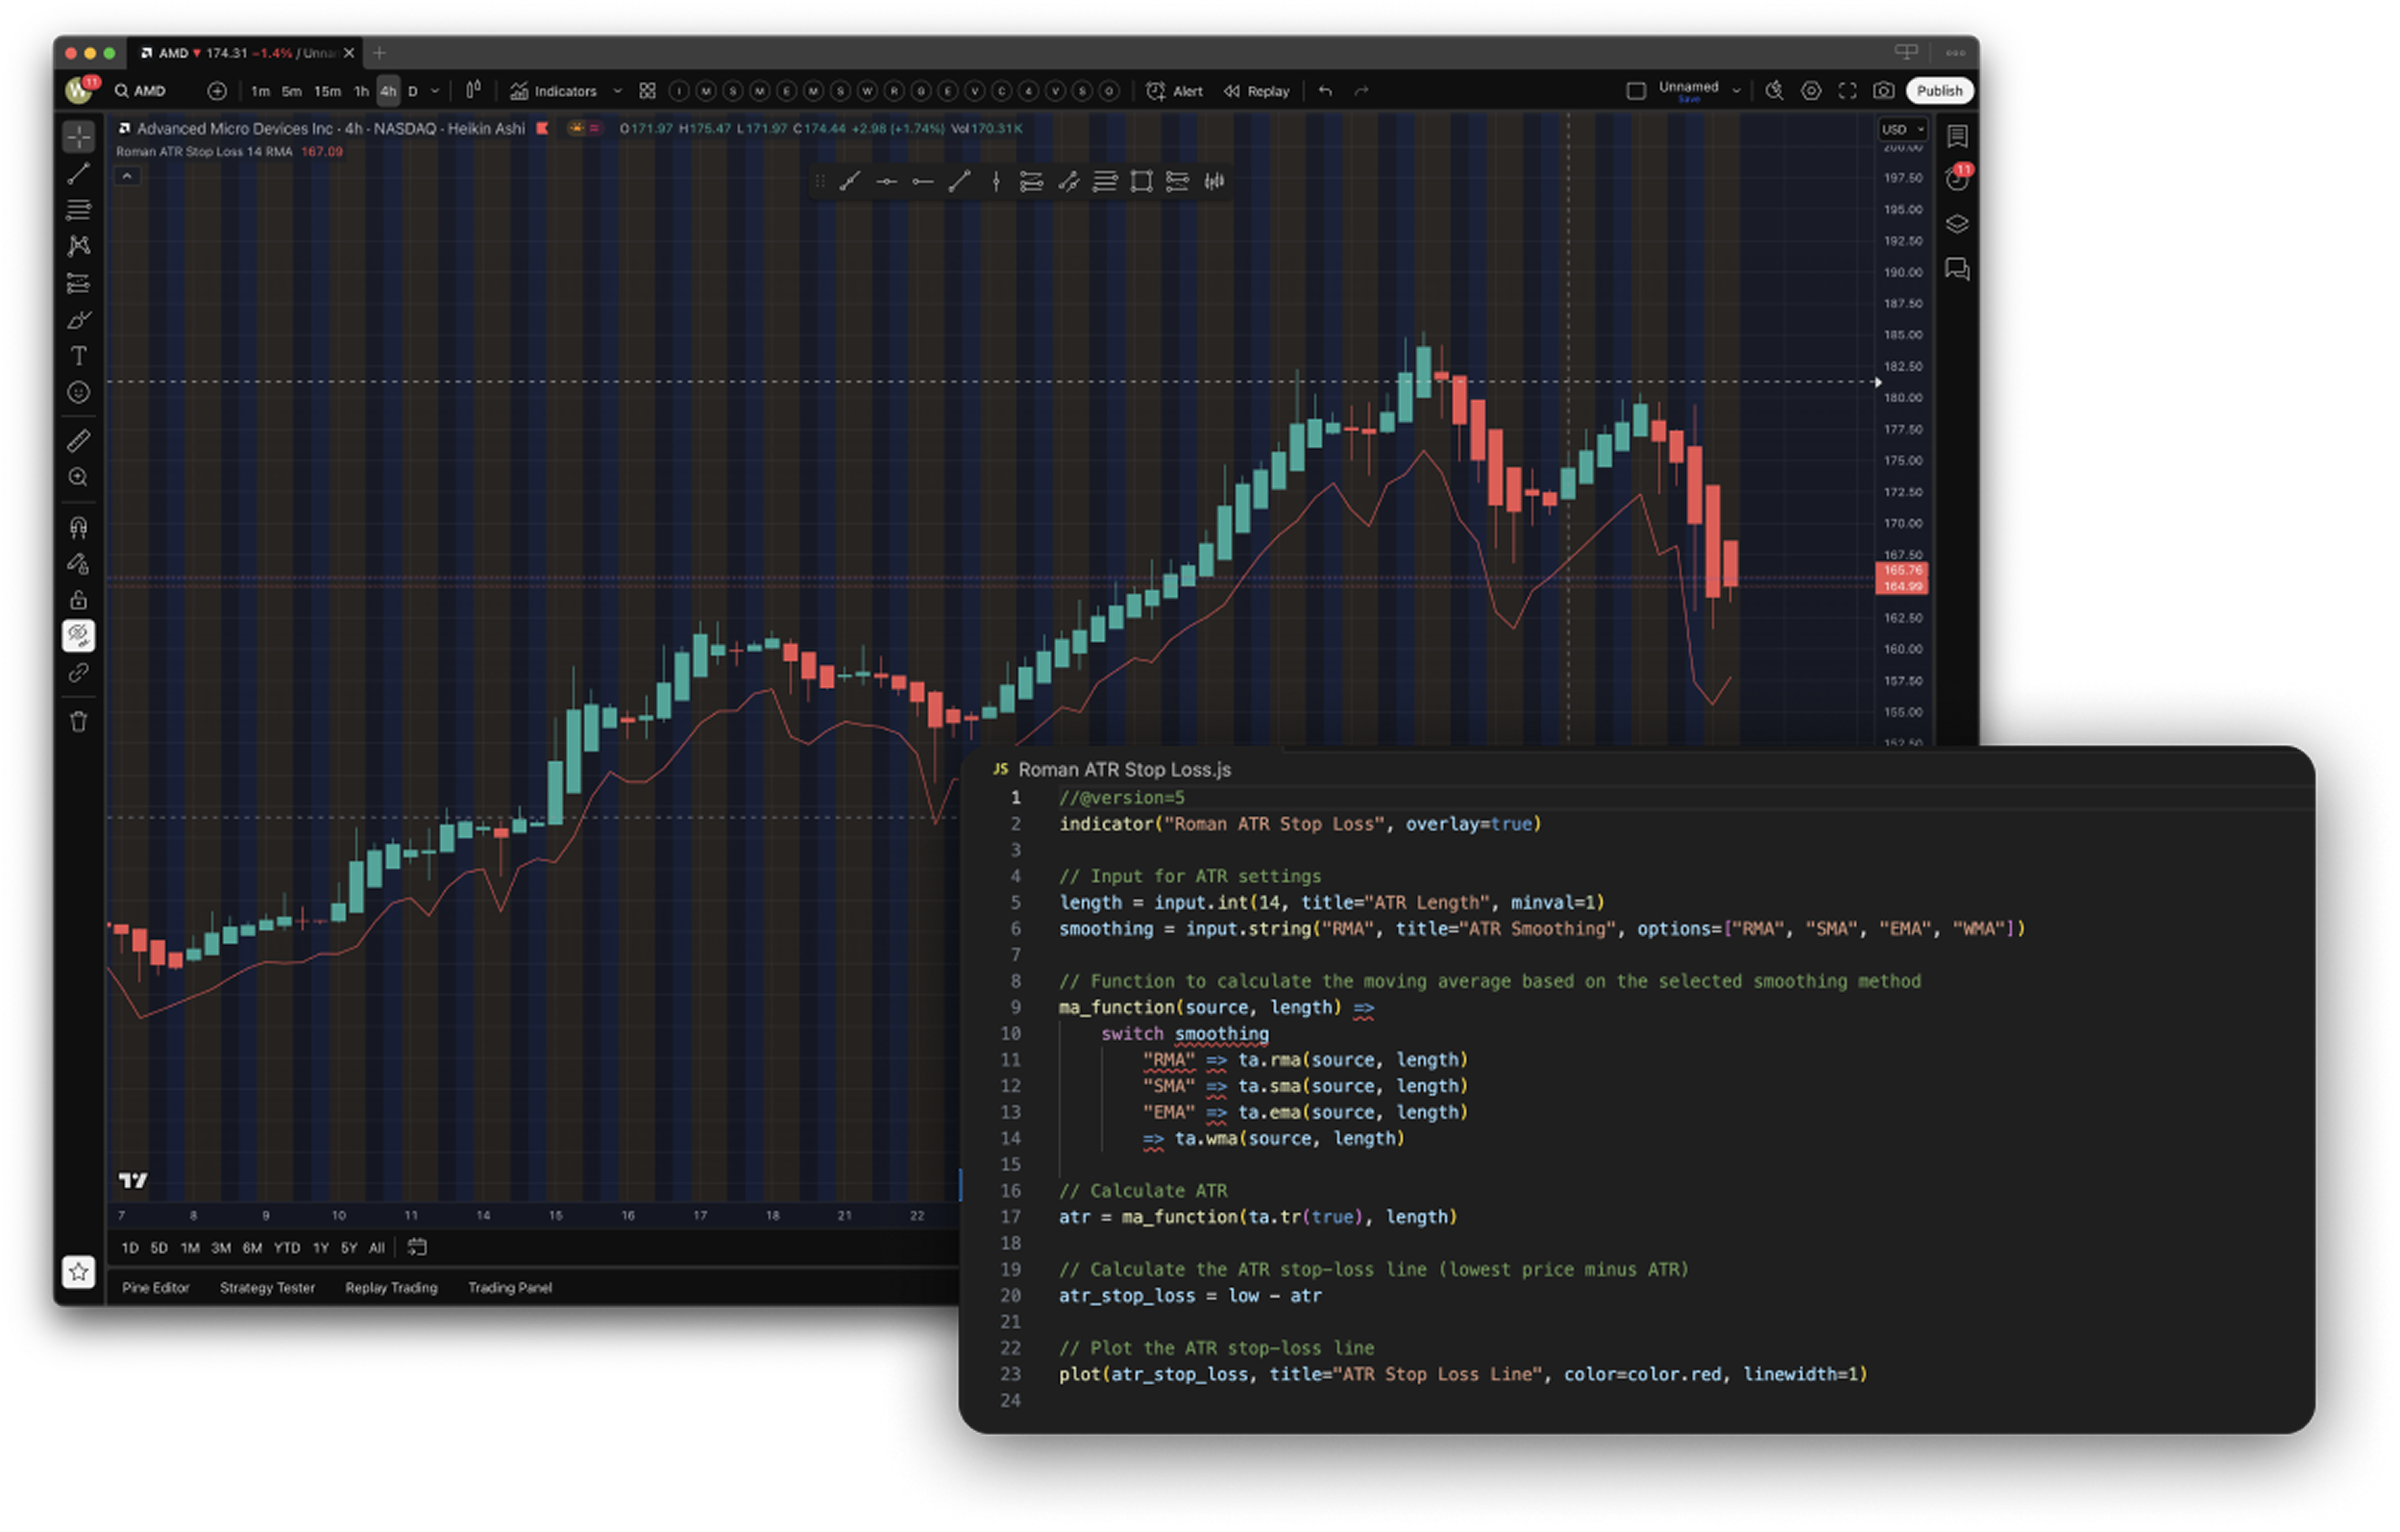 AMD ▼ 174.31 −1.4% / Unna
W 11
AMD 1m 5m 15m 1h 4h D Indicators I M S M E M S W R G E V C 4 V S O Alert Replay Unnamed Publish
Save
Advanced Micro Devices Inc · 4h · NASDAQ · Heikin Ashi O171.97 H175.47 L171.97 C174.44 +2.98 (+1.74%) Vol170.31K
Roman ATR Stop Loss 14 RMA 167.09
USD
200.00
197.50
11
195.00
192.50
190.00
187.50
185.00
182.50
180.00
177.50
175.00
172.50
170.00
167.50
165.76
164.99
162.50
160.00
157.50
155.00
152.50
7 8 9 10 11 14 15 16 17 18 21 22
1D 5D 1M 3M 6M YTD 1Y 5Y All
Pine Editor Strategy Tester Replay Trading Trading Panel
JS Roman ATR Stop Loss.js
1 //@version=5
2 indicator("Roman ATR Stop Loss", overlay=true)
3
4 // Input for ATR settings
5 length = input.int(14, title="ATR Length", minval=1)
6 smoothing = input.string("RMA", title="ATR Smoothing", options=["RMA", "SMA", "EMA", "WMA"])
7
8 // Function to calculate the moving average based on the selected smoothing method
9 ma_function(source, length) =>
10 switch smoothing
11 "RMA" => ta.rma(source, length)
12 "SMA" => ta.sma(source, length)
13 "EMA" => ta.ema(source, length)
14 => ta.wma(source, length)
15
16 // Calculate ATR
17 atr = ma_function(ta.tr(true), length)
18
19 // Calculate the ATR stop-loss line (lowest price minus ATR)
20 atr_stop_loss = low - atr
21
22 // Plot the ATR stop-loss line
23 plot(atr_stop_loss, title="ATR Stop Loss Line", color=color.red, linewidth=1)
24